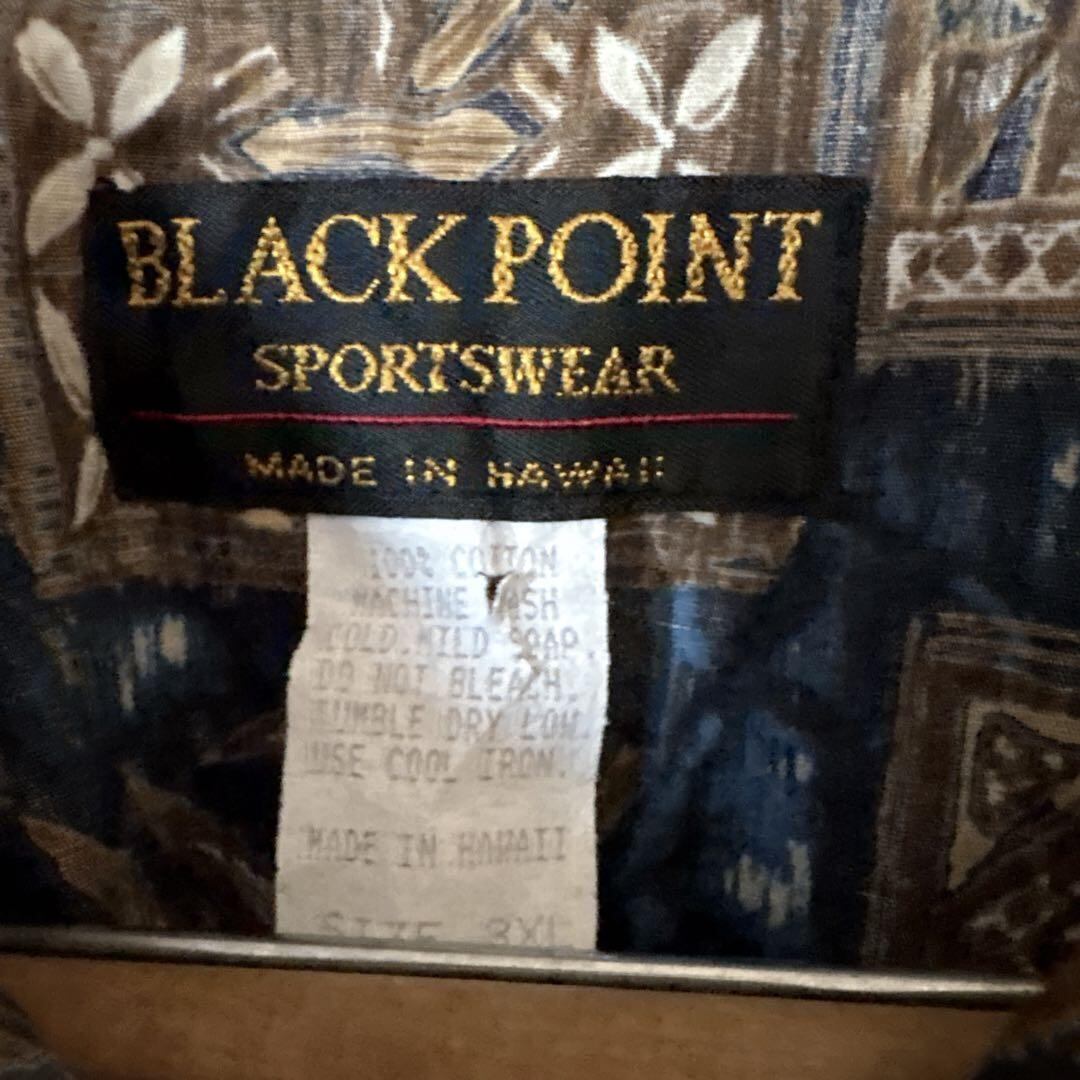 BLACK POINT
SPORTSWEAR
MADE IN HAWAII
100% COTTON
MACHINE WASH
COLD.MILD SOAP.
DO NOT BLEACH.
TUMBLE DRY LOW.
USE COOL IRON.
MADE IN HAWAII
SIZE 3XL